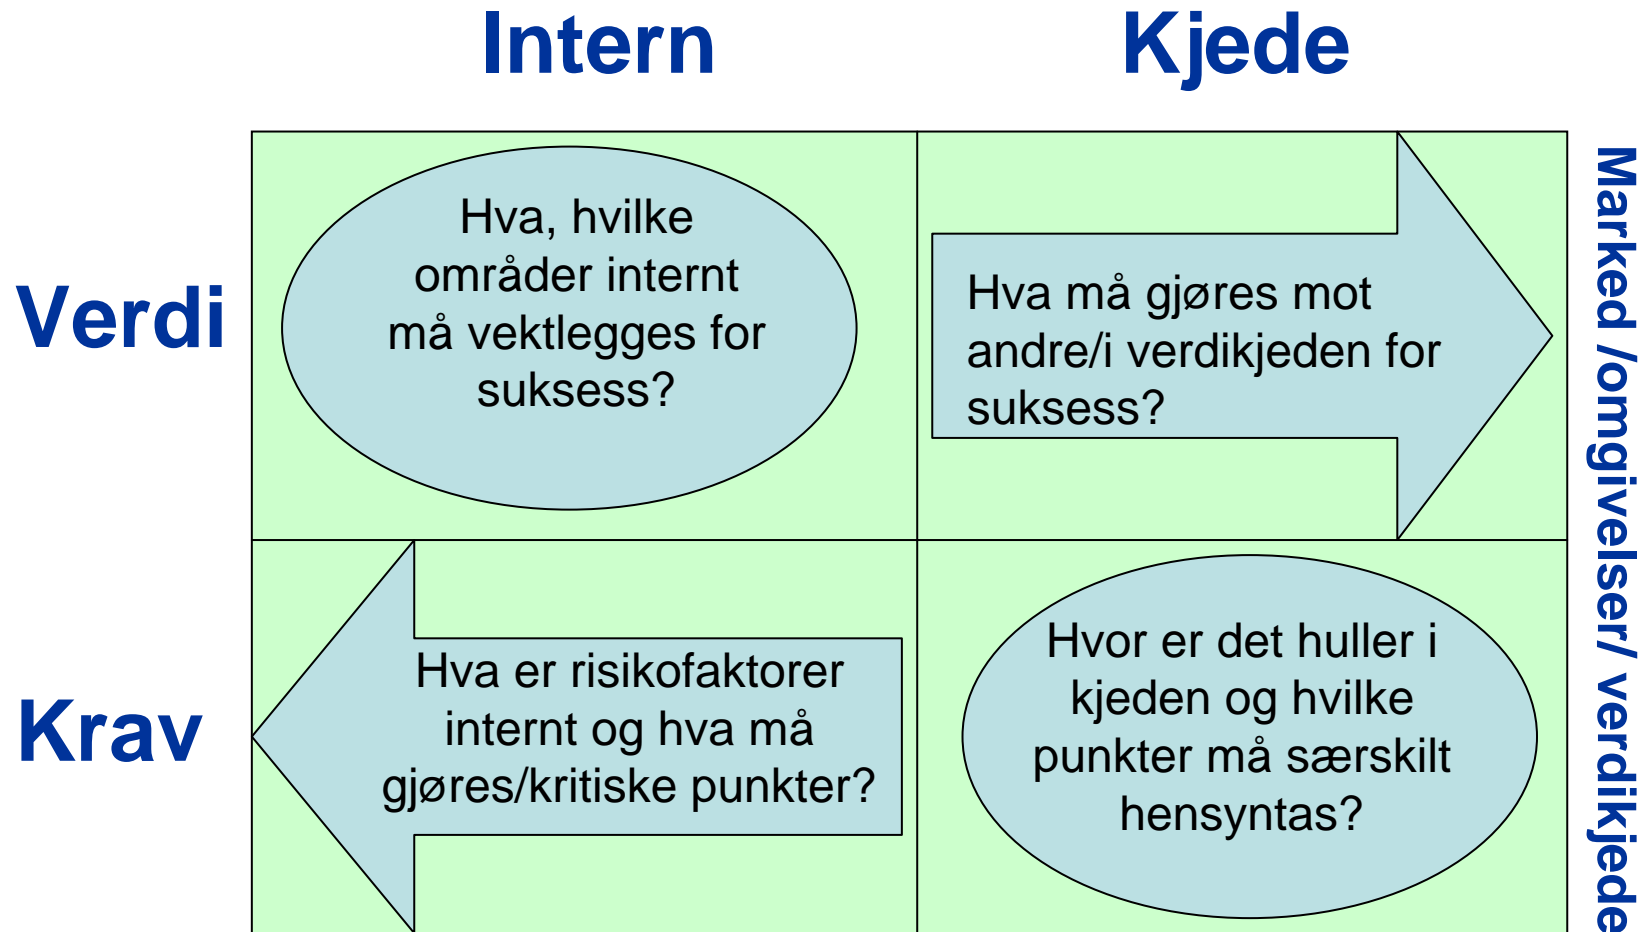 Intern
Kjede
Verdi
Hva, hvilke
områder internt
må vektlegges for
suksess?
Hva må gjøres mot
andre/i verdikjeden for
suksess?
Krav
Hva er risikofaktorer
internt og hva må
gjøres/kritiske punkter?
Hvor er det huller i
kjeden og hvilke
punkter må særskilt
hensyntas?
Marked /omgivelser/ verdikjede